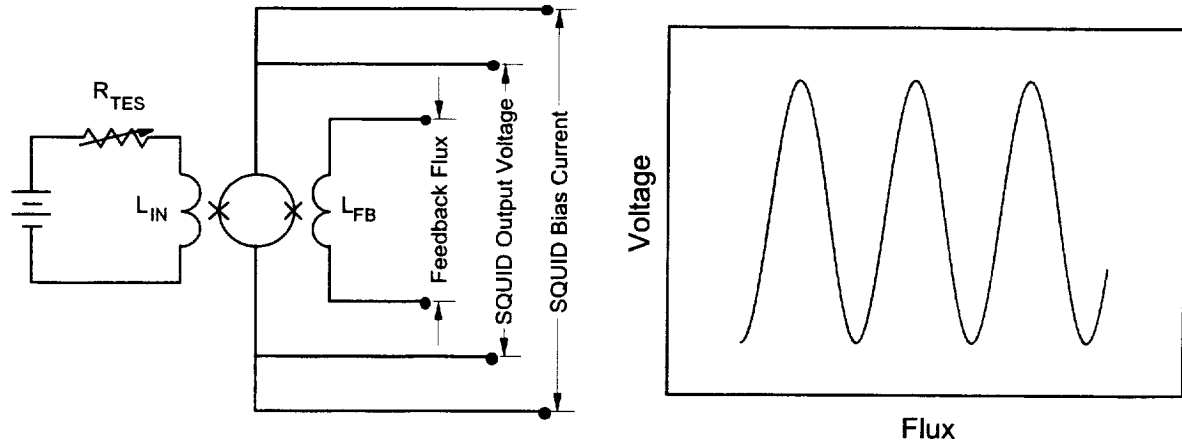 R_TES
L_IN
L_FB
Feedback Flux
SQUID Output Voltage
SQUID Bias Current
Voltage
Flux